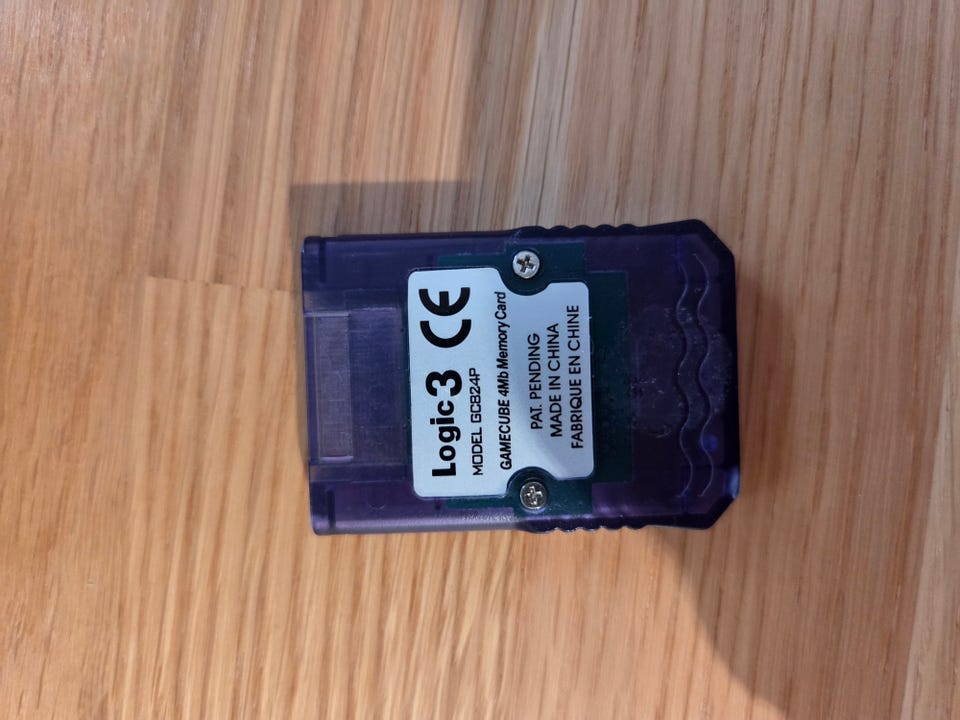 Logic3 CE
MODEL GC824P
GAMECUBE 4Mb Memory Card
PAT. PENDING
MADE IN CHINA
FABRIQUE EN CHINE